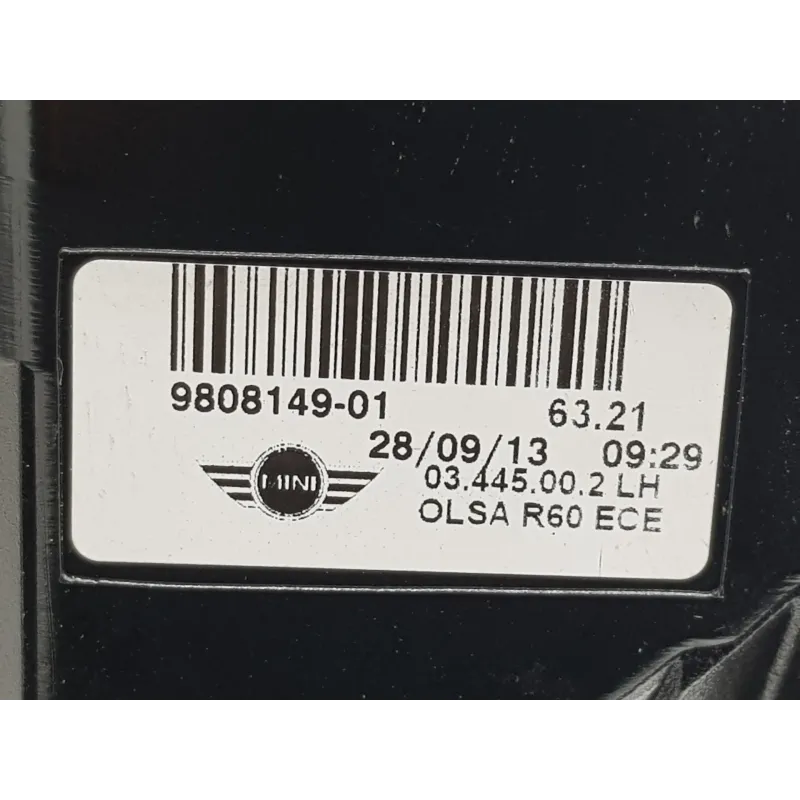 9808149-01 63.21
28/09/13 09:29
MINI
03.445.00.2 LH
OLSA R60 ECE